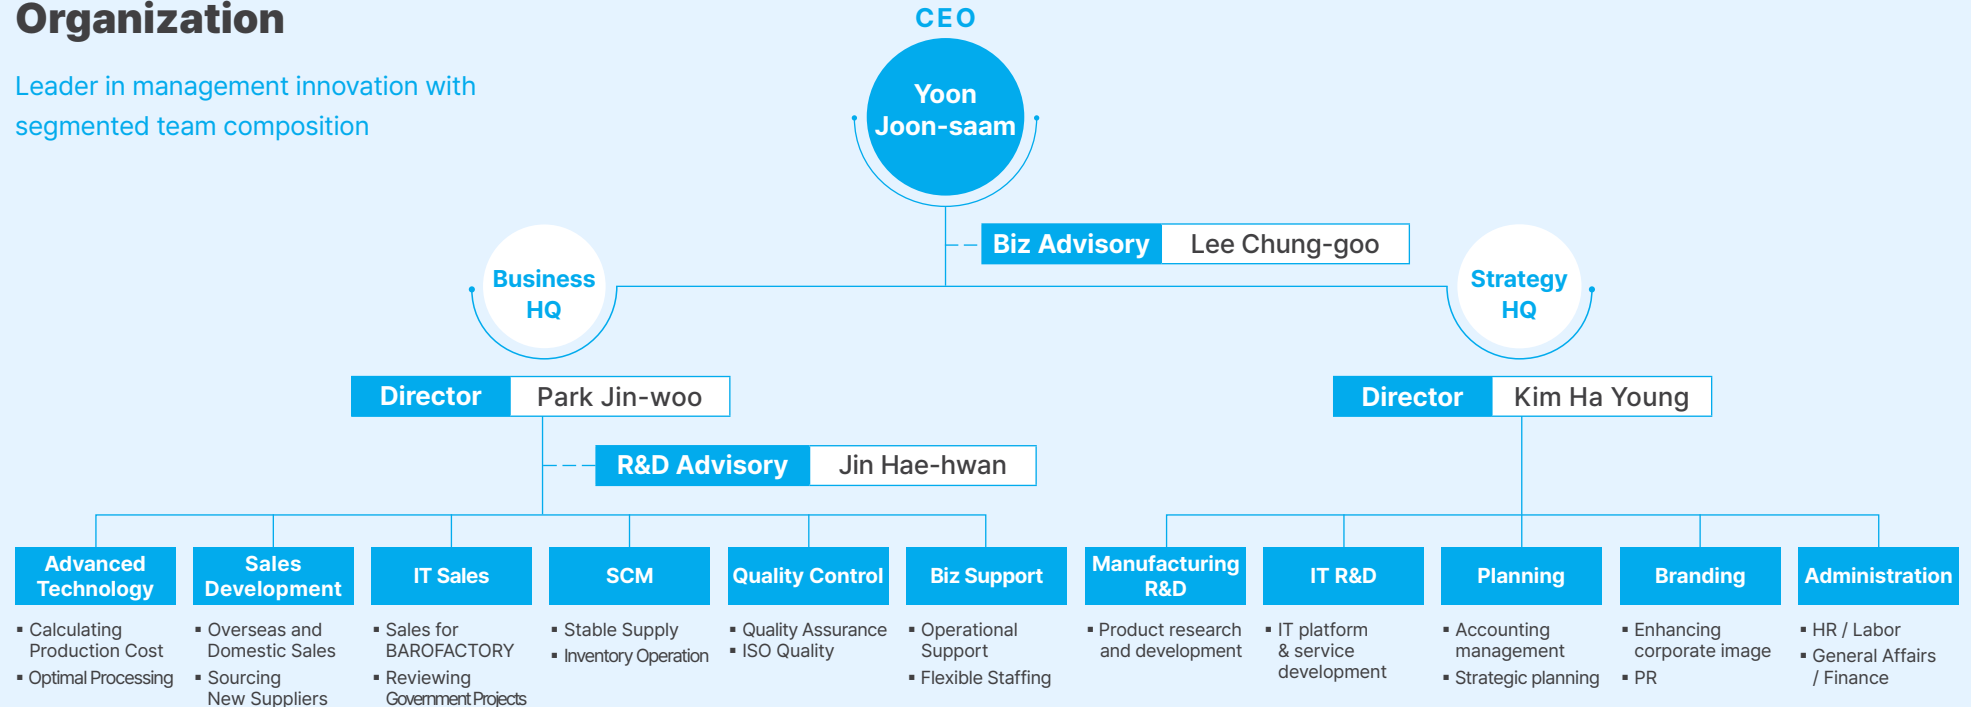 Organization
Leader in management innovation with
segmented team composition
CEO
Yoon
Joon-saam
Biz Advisory Lee Chung-goo
Business
HQ
Strategy
HQ
Director Park Jin-woo
Director Kim Ha Young
R&D Advisory Jin Hae-hwan
Advanced
Technology
▪ Calculating
Production Cost
▪ Optimal Processing
Sales
Development
▪ Overseas and
Domestic Sales
▪ Sourcing
New Suppliers
IT Sales
▪ Sales for
BAROFACTORY
▪ Reviewing
Government Projects
SCM
▪ Stable Supply
▪ Inventory Operation
Quality Control
▪ Quality Assurance
▪ ISO Quality
Biz Support
▪ Operational
Support
▪ Flexible Staffing
Manufacturing
R&D
▪ Product research
and development
IT R&D
▪ IT platform
& service
development
Planning
▪ Accounting
management
▪ Strategic planning
Branding
▪ Enhancing
corporate image
▪ PR
Administration
▪ HR / Labor
▪ General Affairs
/ Finance